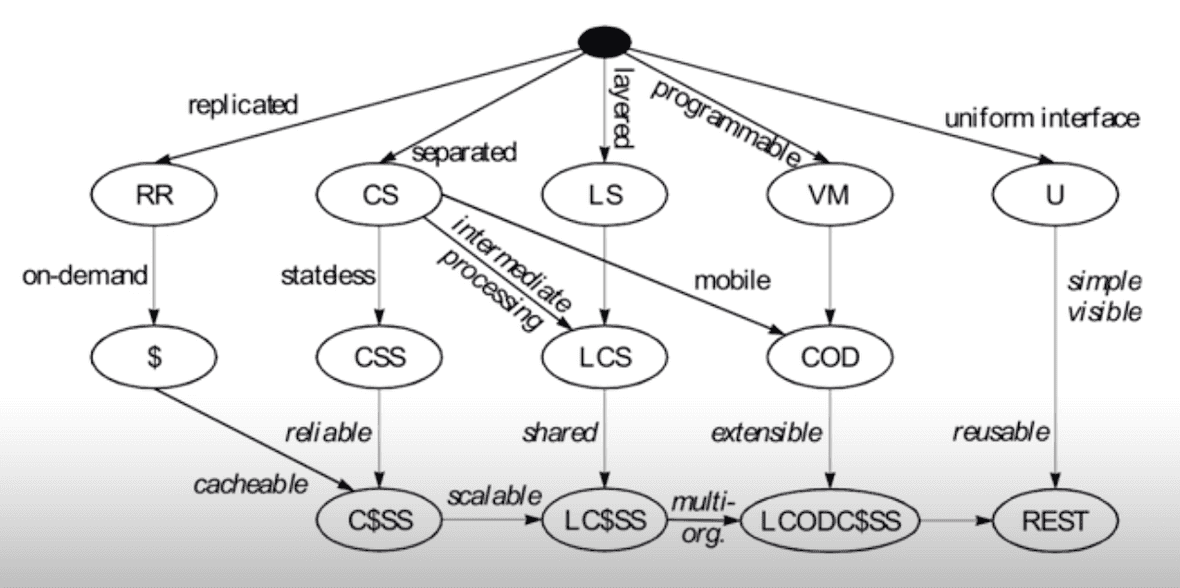 replicated
separated
layered
programmable
uniform interface
RR
CS
LS
VM
U
on-demand
stateless
intermediate
processing
mobile
simple
visible
$
CSS
LCS
COD
reliable
shared
extensible
reusable
cacheable
scalable
multi-
org.
C$SS
LC$SS
LCODC$SS
REST